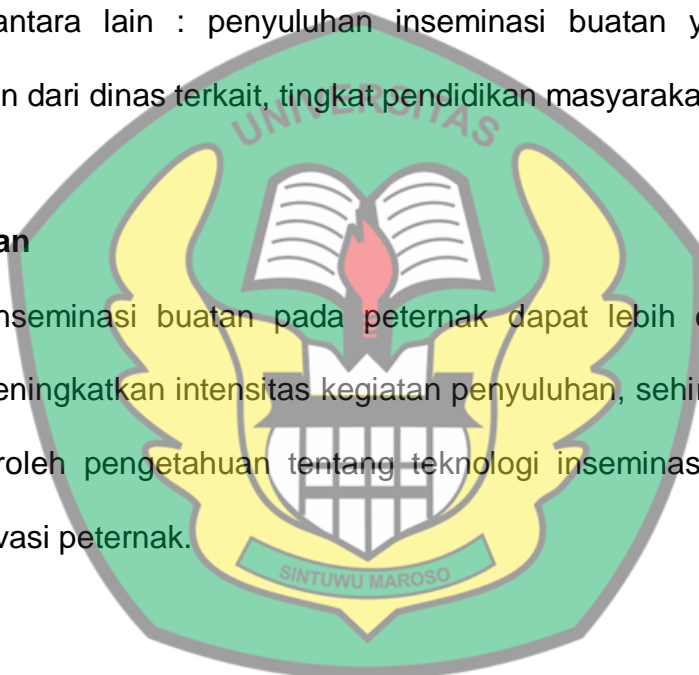 antara lain : penyuluhan inseminasi buatan
n dari dinas terkait, tingkat pendidikan masyaraka
UNIVERSITAS
an
nseminasi buatan pada peternak dapat lebih
eningkatkan intensitas kegiatan penyuluhan, sehi
roleh pengetahuan tentang teknologi inseminas
vasi peternak.
SINTUWU MAROSO